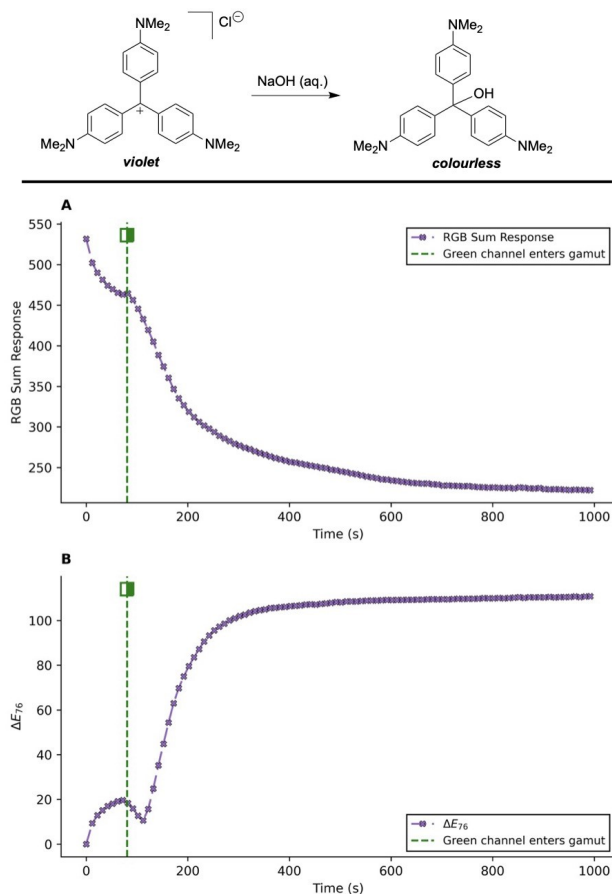 NMe₂
Cl⊖
+
Me₂N
NMe₂
violet
NaOH (aq.)
NMe₂
OH
Me₂N
NMe₂
colourless
A
550
500
450
400
350
300
250
RGB Sum Response
RGB Sum Response
Green channel enters gamut
0
200
400
600
800
1000
Time (s)
B
100
80
60
40
20
0
ΔE₇₆
ΔE₇₆
Green channel enters gamut
0
200
400
600
800
1000
Time (s)